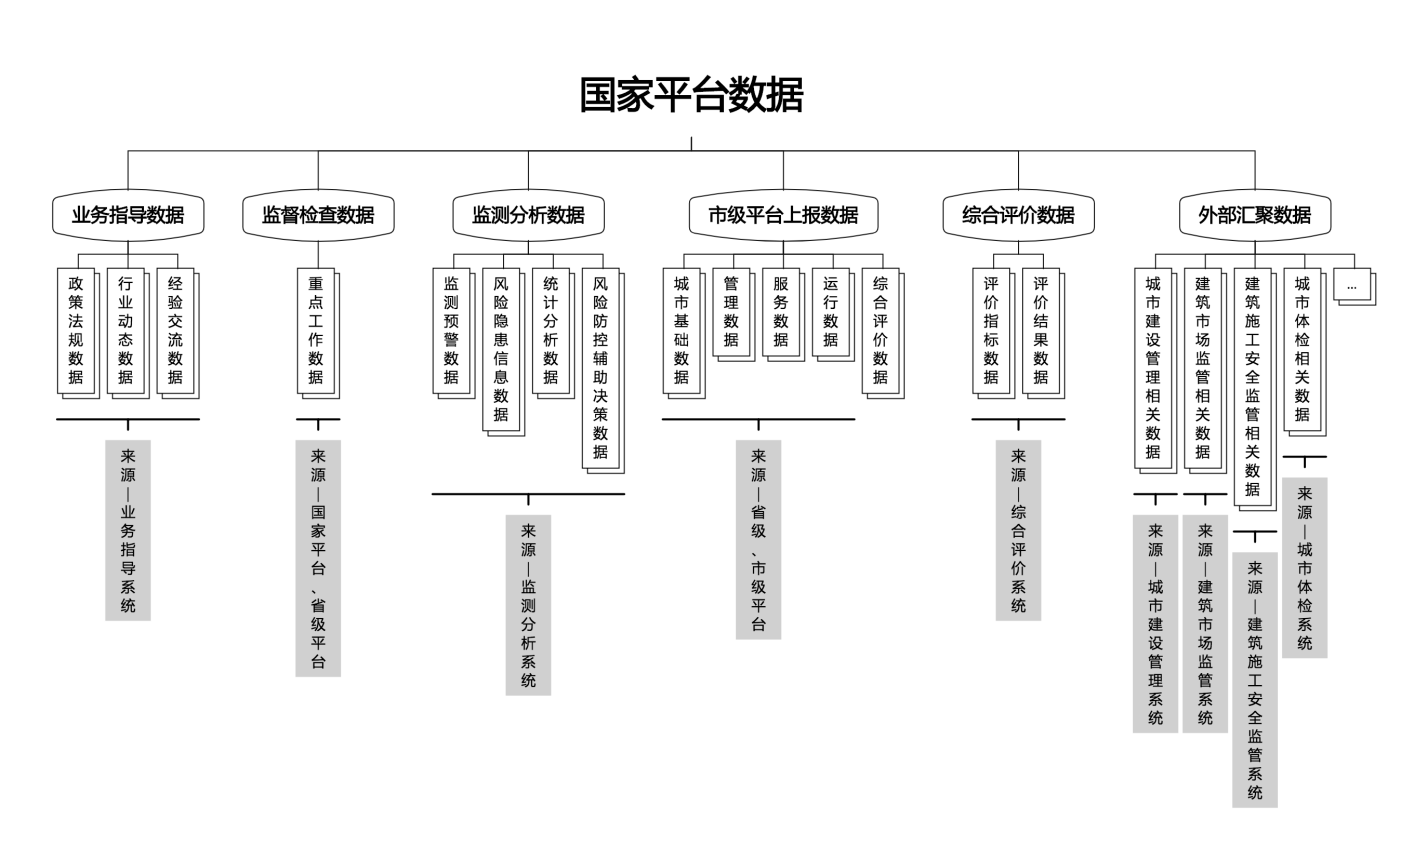 国家平台数据
业务指导数据
监督检查数据
监测分析数据
市级平台上报数据
综合评价数据
外部汇聚数据
政策法规数据
行业动态数据
经验交流数据
重点工作数据
监测预警数据
风险隐患信息数据
统计分析数据
风险防控辅助决策数据
城市基础数据
管理数据
服务数据
运行数据
综合评价数据
评价指标数据
评价结果数据
城市建设管理相关数据
建筑市场监管相关数据
建筑施工安全监管相关数据
城市体检相关数据
...
来源—业务指导系统
来源—国家平台、省级平台
来源—监测分析系统
来源—省级、市级平台
来源—综合评价系统
来源—城市建设管理系统
来源—建筑市场监管系统
来源—建筑施工安全监管系统
来源—城市体检系统